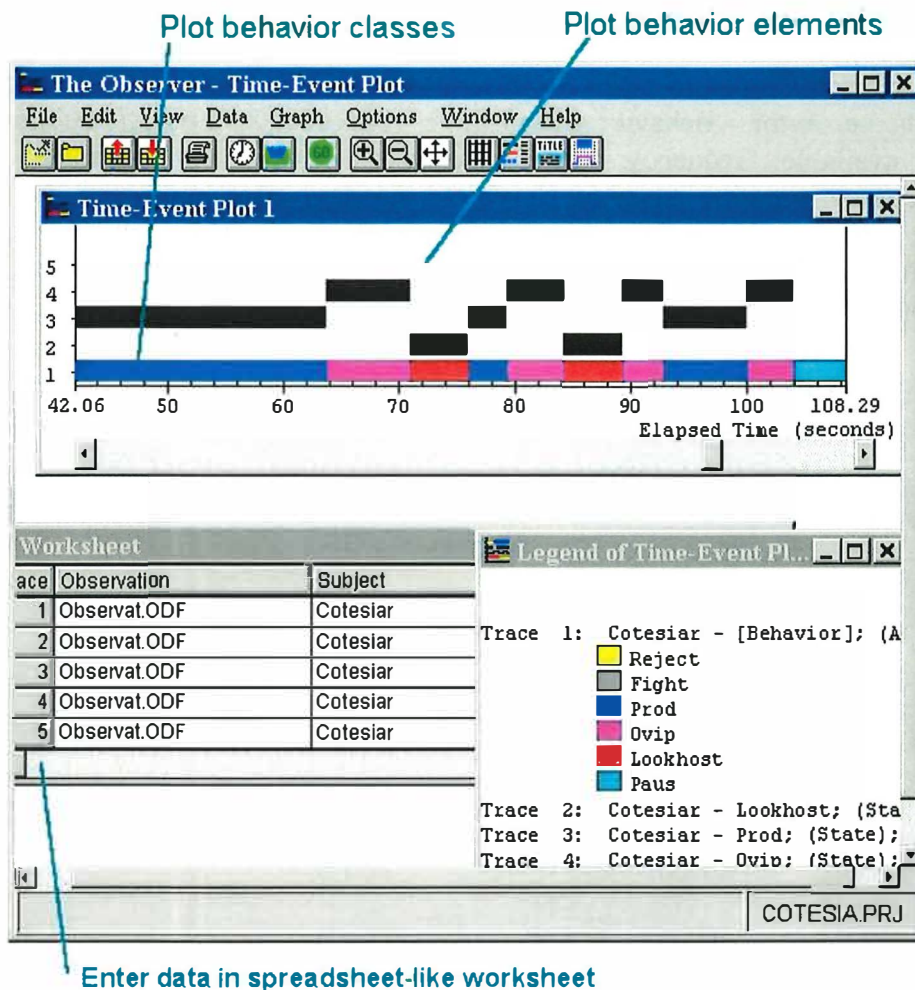 Plot behavior classes
Plot behavior elements
The Observer - Time-Event Plot
File Edit View Data Graph Options Window Help
GO
TITLE
Time-Event Plot 1
5
4
3
2
1
42.06 50 60 70 80 90 100 108.29
Elapsed Time (seconds)
Worksheet
ace Observation Subject
1 Observat.ODF Cotesiar
2 Observat.ODF Cotesiar
3 Observat.ODF Cotesiar
4 Observat.ODF Cotesiar
5 Observat.ODF Cotesiar
Legend of Time-Event Pl...
Trace 1: Cotesiar - [Behavior]; (A
Reject
Fight
Prod
Ovip
Lookhost
Paus
Trace 2: Cotesiar - Lookhost; (Sta
Trace 3: Cotesiar - Prod; (State);
Trace 4: Cotesiar - Ovip; (State);
COTESIA.PRJ
Enter data in spreadsheet-like worksheet